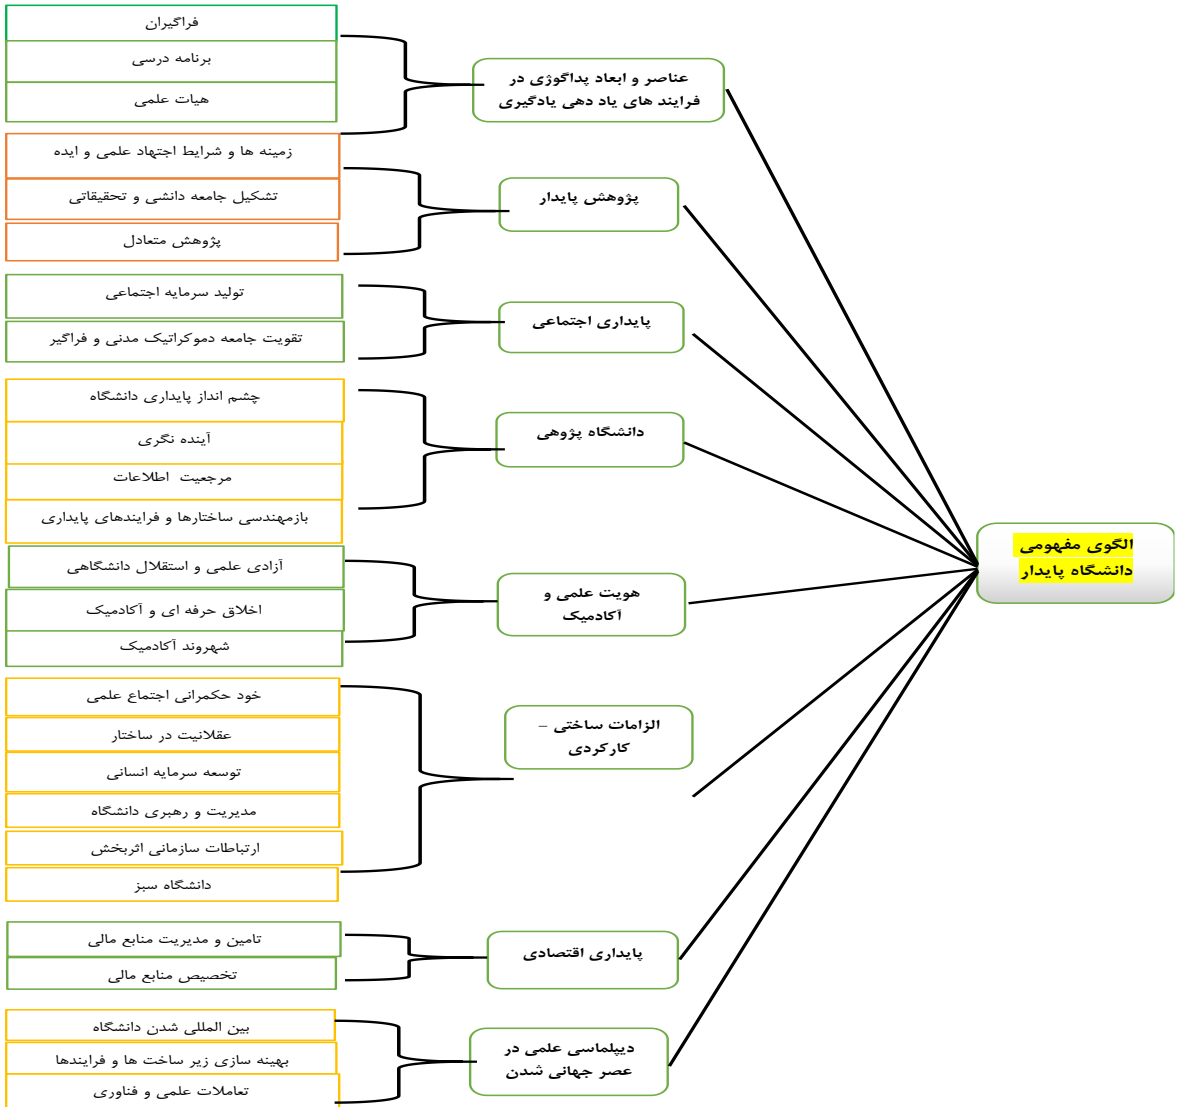 الگوی مفهومی
دانشگاه پایدار
عناصر و ابعاد پداگوژی در
فرایند های یاد دهی یادگیری
فراگیران
برنامه درسی
هیات علمی
پژوهش پایدار
زمینه ها و شرایط اجتهاد علمی و ایده
تشکیل جامعه دانشی و تحقیقاتی
پژوهش متعادل
پایداری اجتماعی
تولید سرمایه اجتماعی
تقویت جامعه دموکراتیک مدنی و فراگیر
دانشگاه پژوهی
چشم انداز پایداری دانشگاه
آینده نگری
مرجعیت اطلاعات
بازمهندسی ساختارها و فرایندهای پایداری
هویت علمی و
آکادمیک
آزادی علمی و استقلال دانشگاهی
اخلاق حرفه ای و آکادمیک
شهروند آکادمیک
الزامات ساختی –
کارکردی
خود حکمرانی اجتماع علمی
عقلانیت در ساختار
توسعه سرمایه انسانی
مدیریت و رهبری دانشگاه
ارتباطات سازمانی اثربخش
دانشگاه سبز
پایداری اقتصادی
تامین و مدیریت منابع مالی
تخصیص منابع مالی
دیپلماسی علمی در
عصر جهانی شدن
بین المللی شدن دانشگاه
بهینه سازی زیر ساخت ها و فرایندها
تعاملات علمی و فناوری